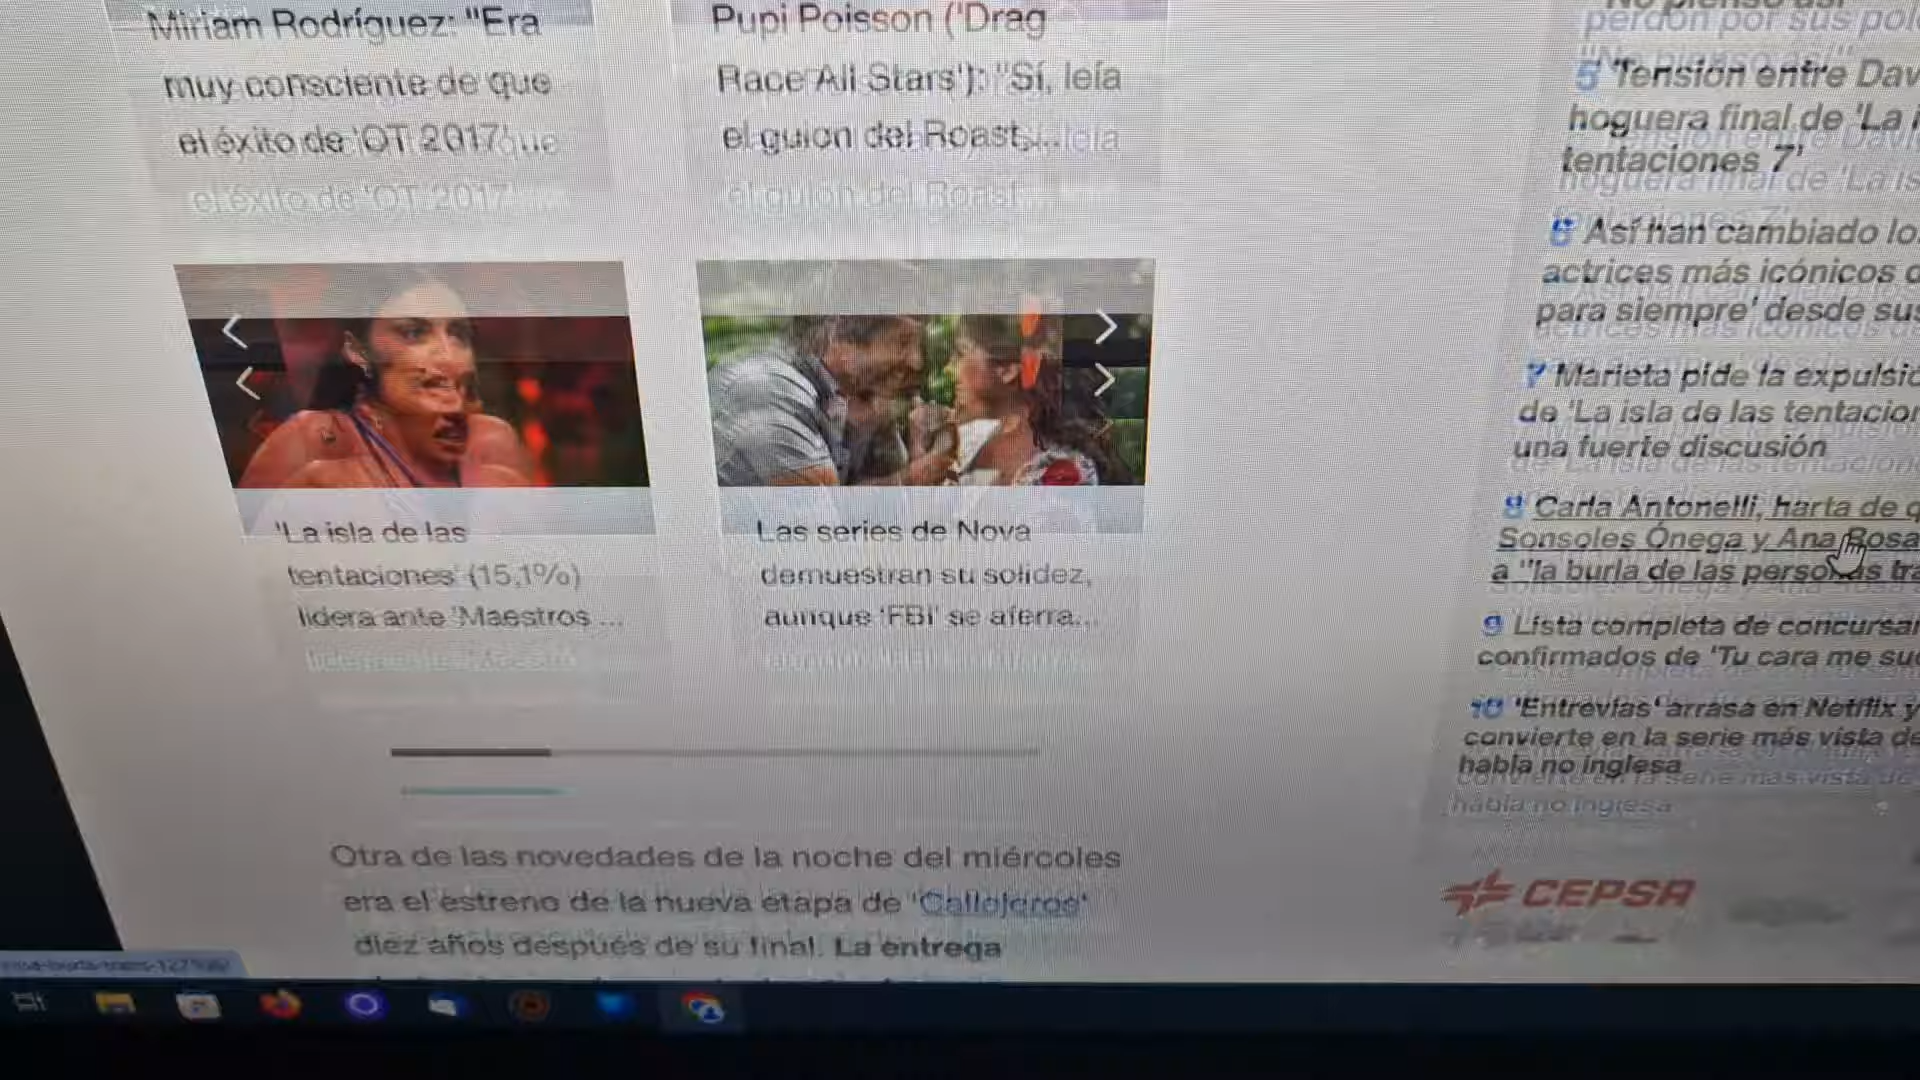 Miriam Rodríguez: "Era
muy consciente de que
el éxito de 'OT 2017'
Pupi Poisson ('Drag
Race All Stars'): "Sí, leía
el guion del Roast,...
'La isla de las
tentaciones' (15,1%)
lidera ante 'Maestros ...
Las series de Nova
demuestran su solidez,
aunque 'FBI' se aferra...
Otra de las novedades de la noche del miércoles
era el estreno de la nueva etapa de 'Callejeros'
diez años después de su final. La entrega
perdón por sus
"No pienso así"
5 Tensión entre
hoguera final de 'La
tentaciones 7'
6 Así han cambiado
actrices más icónicos
para siempre' desde
7 Marieta pide la
de 'La isla de las
una fuerte discusión
8 Carla Antonelli, harta de
Sonsoles Ónega y Ana Rosa
a "la burla de las personas
9 Lista completa de
confirmados de 'Tu cara me
10 'Entrevías' arrasa en Netflix y
convierte en la serie más vista de
habla no inglesa
CEPSA